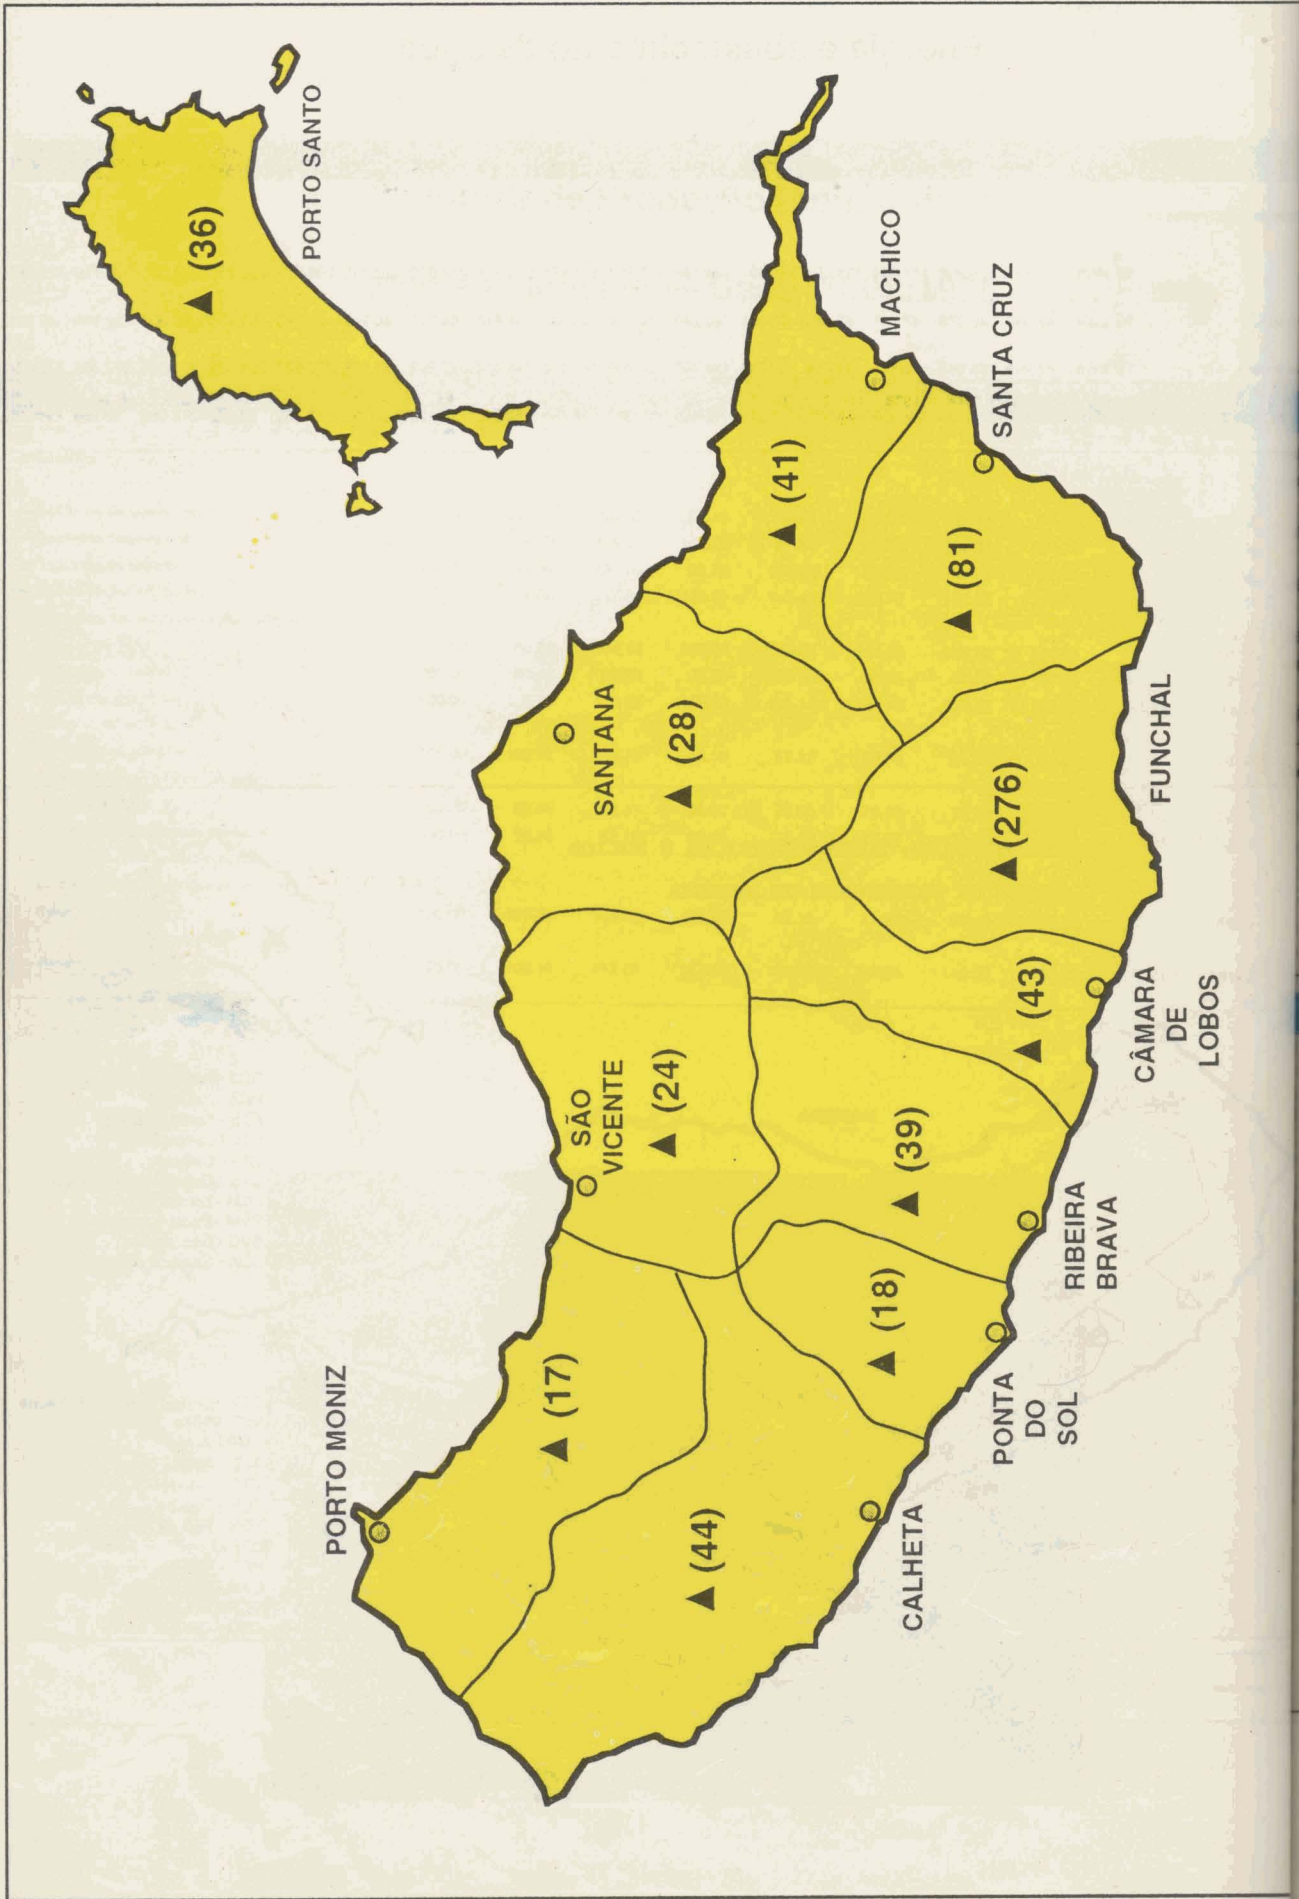 PORTO SANTO
▲ (36)
PORTO MONIZ
▲ (17)
SÃO
VICENTE
▲ (24)
SANTANA
▲ (28)
▲ (41)
MACHICO
SANTA CRUZ
▲ (81)
▲ (276)
FUNCHAL
▲ (43)
CÂMARA
DE
LOBOS
▲ (39)
RIBEIRA
BRAVA
▲ (18)
PONTA
DO
SOL
▲ (44)
CALHETA